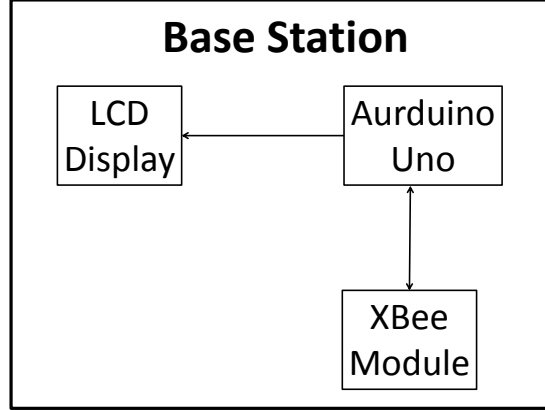 Base Station
LCD
Display
Aurduino
Uno
XBee
Module